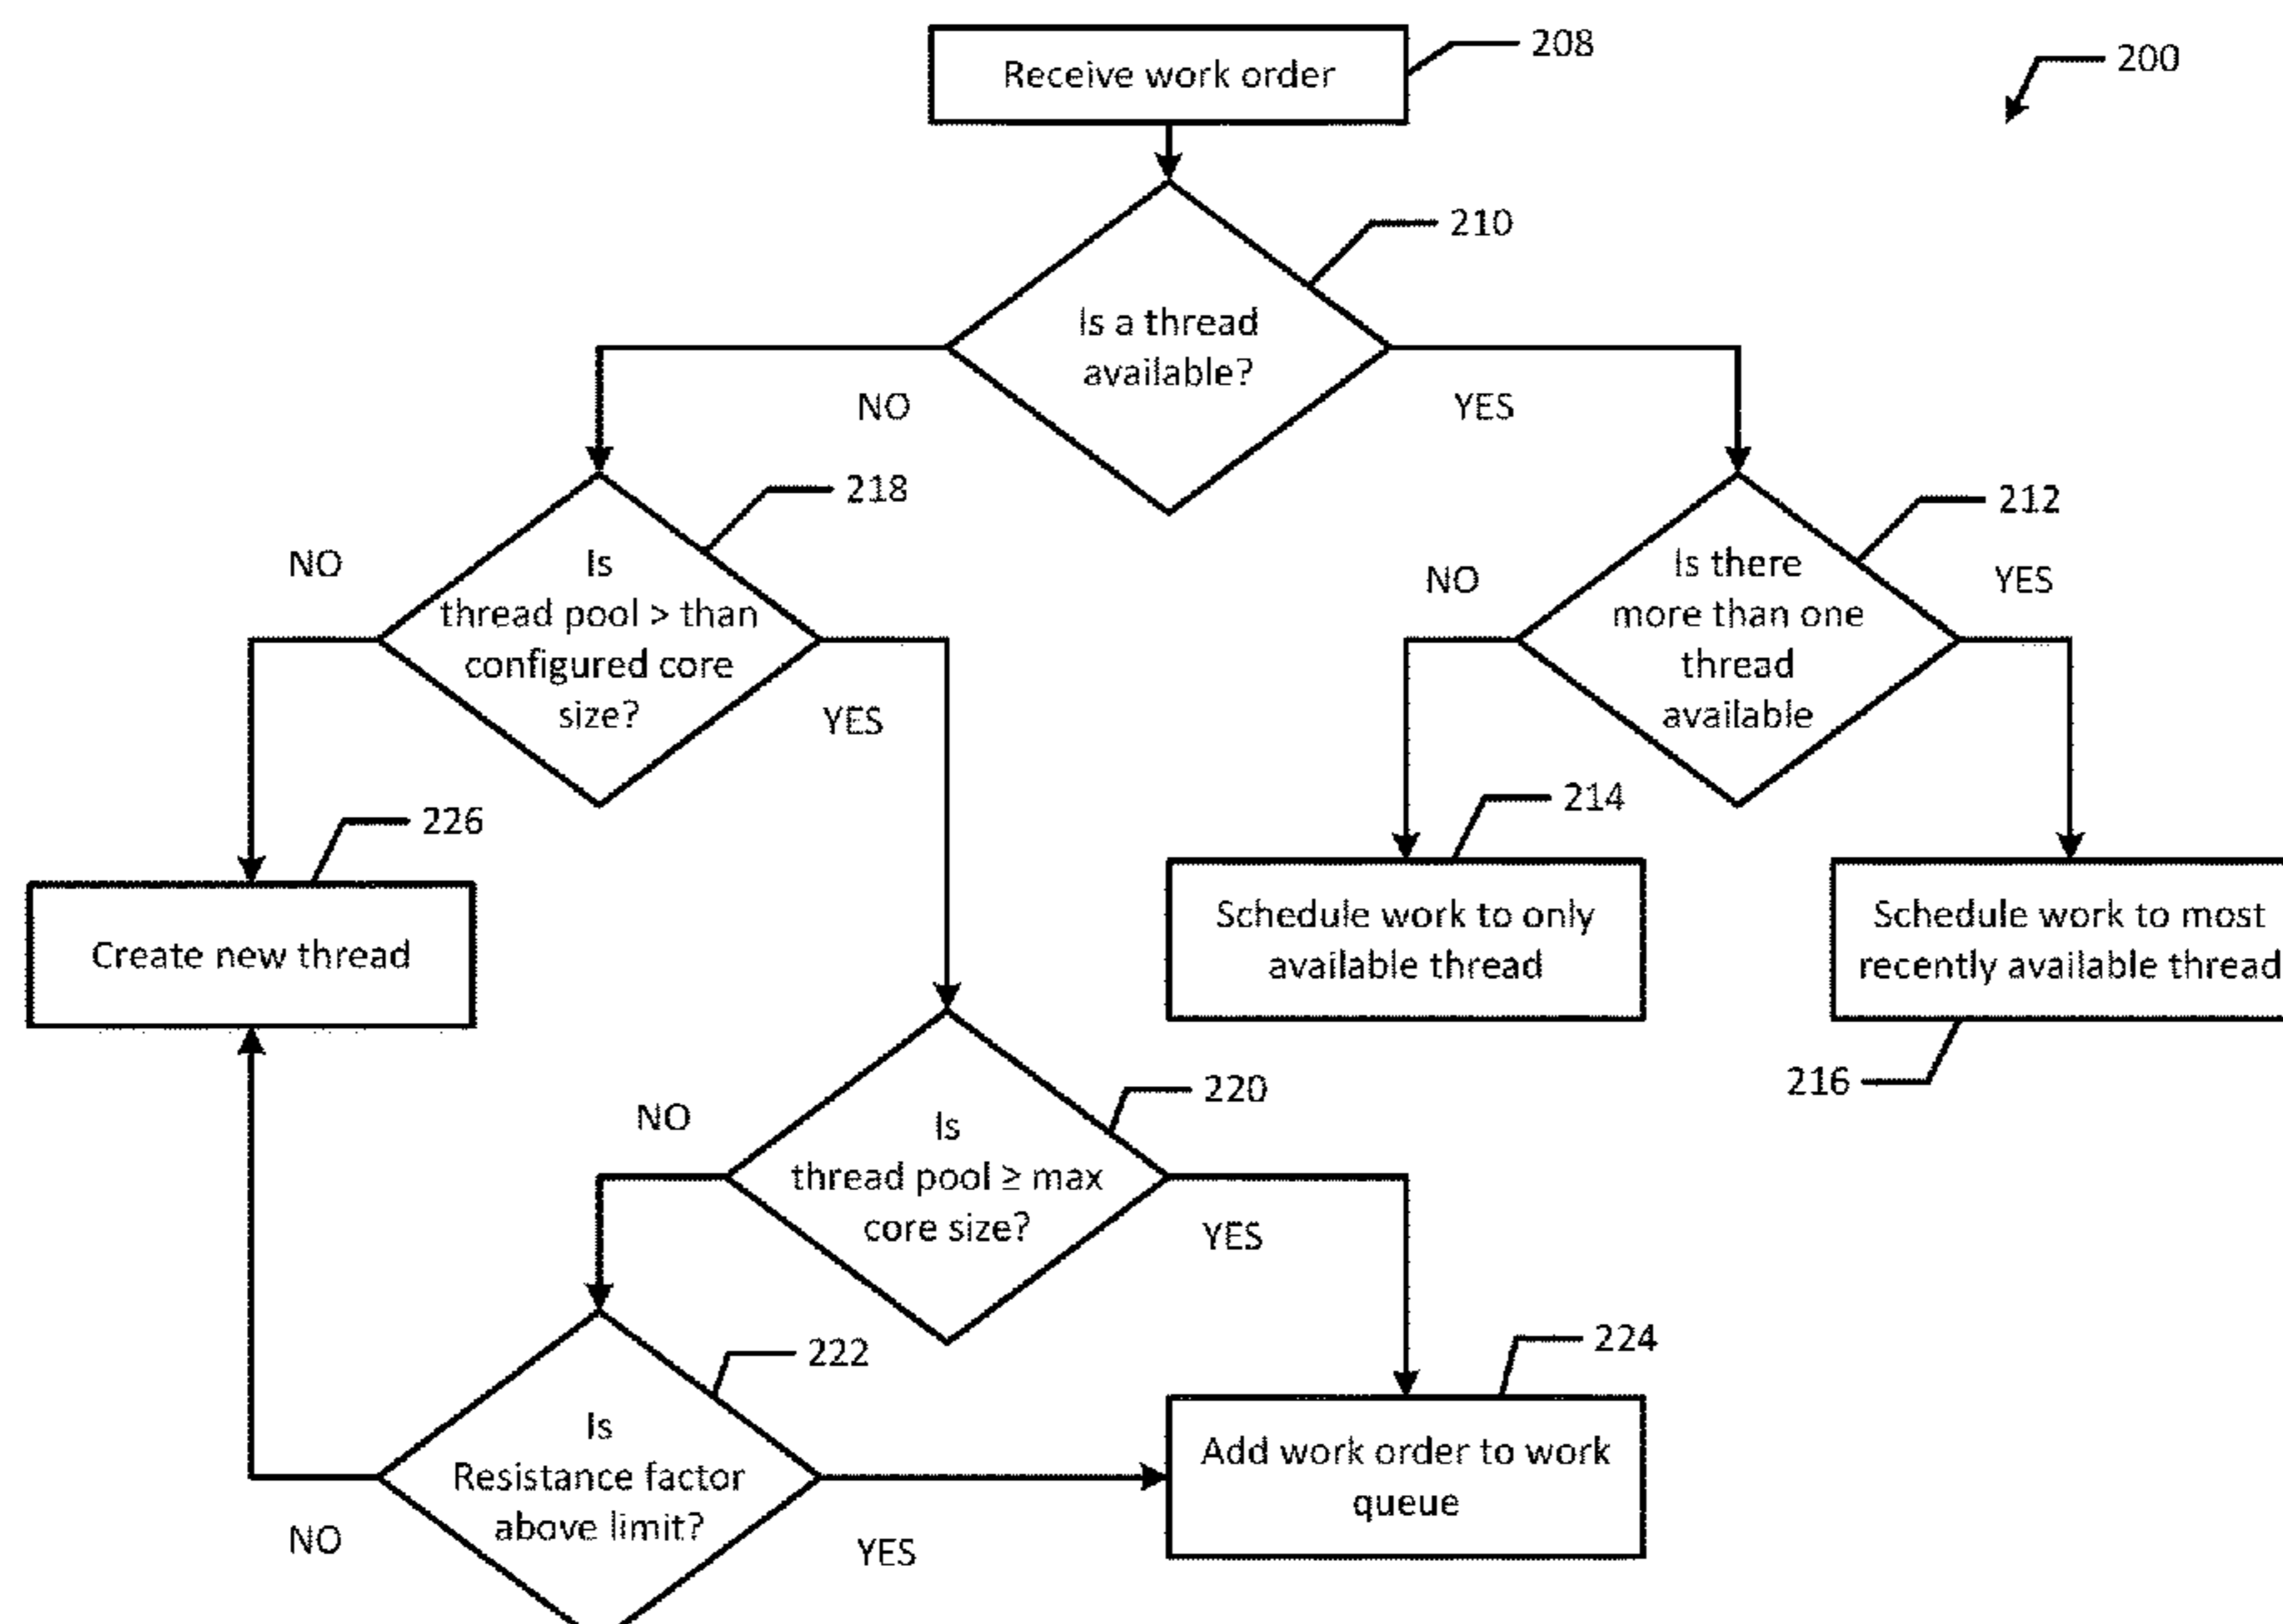 Receive work order
208
200
210
Is a thread
available?
NO
YES
218
212
NO
Is
thread pool > than
configured core
size?
YES
NO
Is there
more than one
thread
available
YES
226
214
Create new thread
Schedule work to only
available thread
Schedule work to most
recently available thread
216
220
NO
Is
thread pool ≥ max
core size?
YES
222
224
Is
Resistance factor
above limit?
NO
YES
Add work order to work
queue